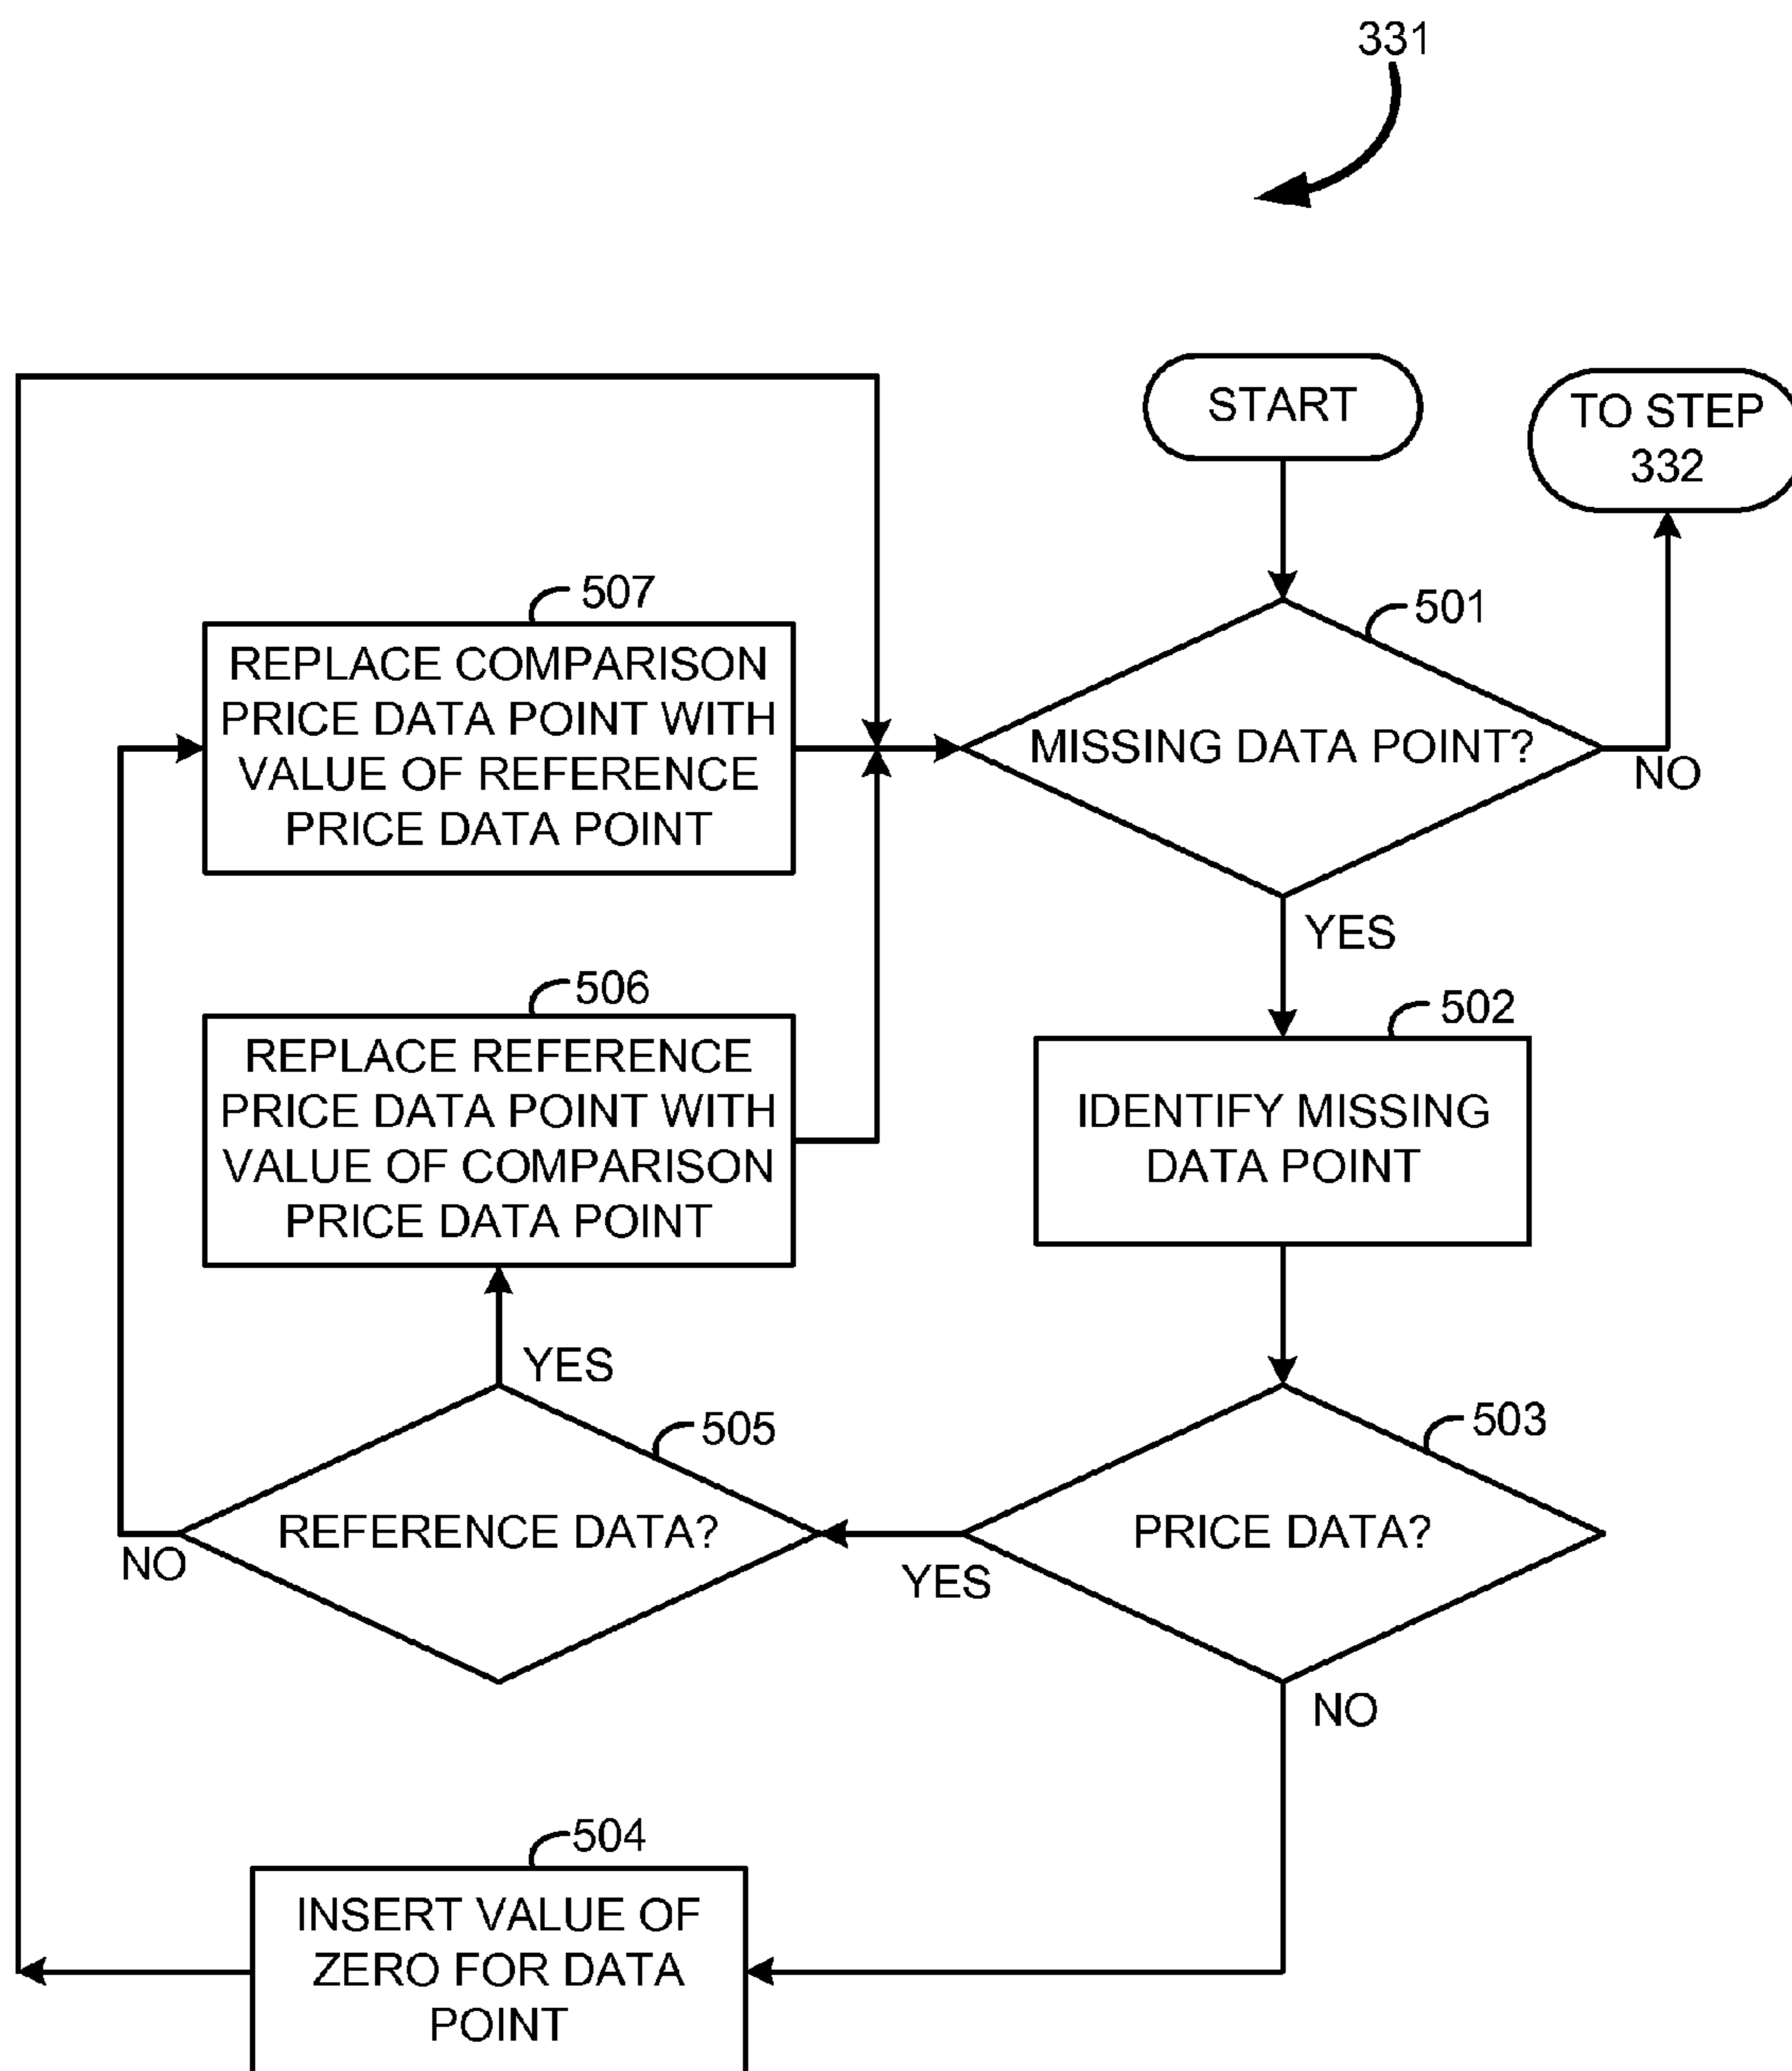 331
START
TO STEP
332
507
REPLACE COMPARISON
PRICE DATA POINT WITH
VALUE OF REFERENCE
PRICE DATA POINT
501
MISSING DATA POINT?
NO
YES
506
REPLACE REFERENCE
PRICE DATA POINT WITH
VALUE OF COMPARISON
PRICE DATA POINT
502
IDENTIFY MISSING
DATA POINT
YES
505
REFERENCE DATA?
NO
YES
503
PRICE DATA?
NO
504
INSERT VALUE OF
ZERO FOR DATA
POINT